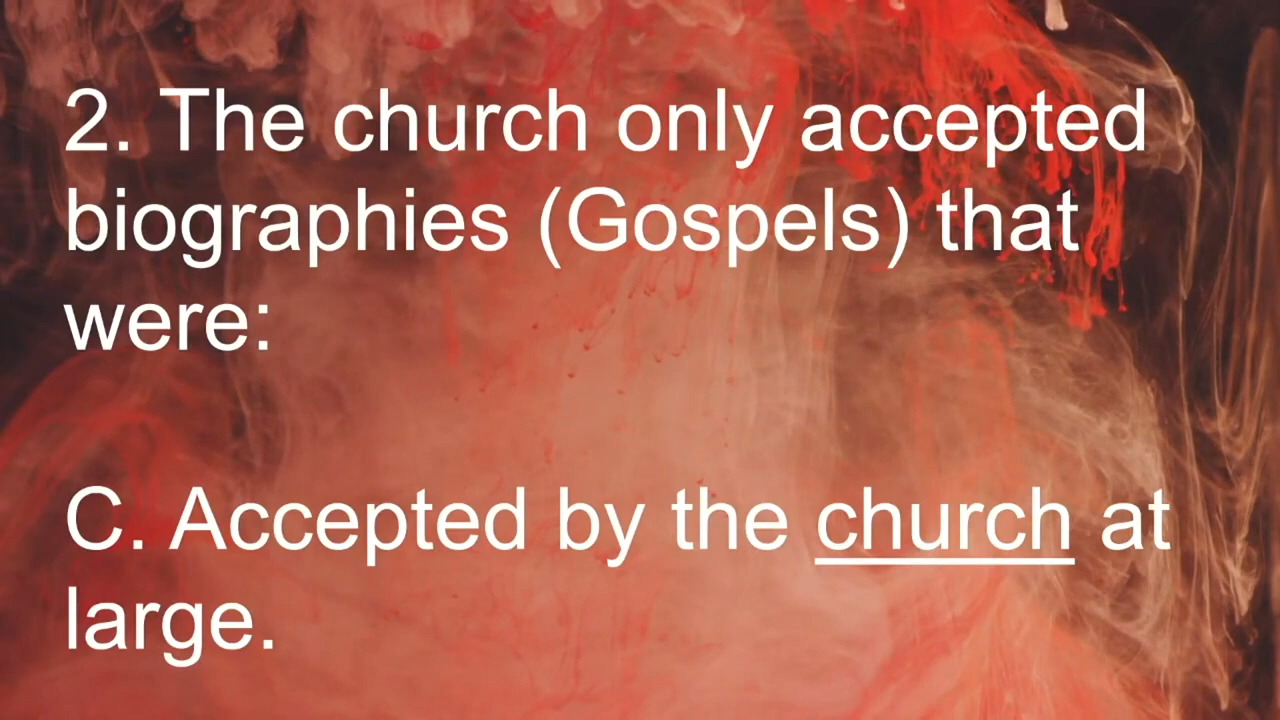 2. The church only accepted
biographies (Gospels) that
were:
C. Accepted by the church at
large.